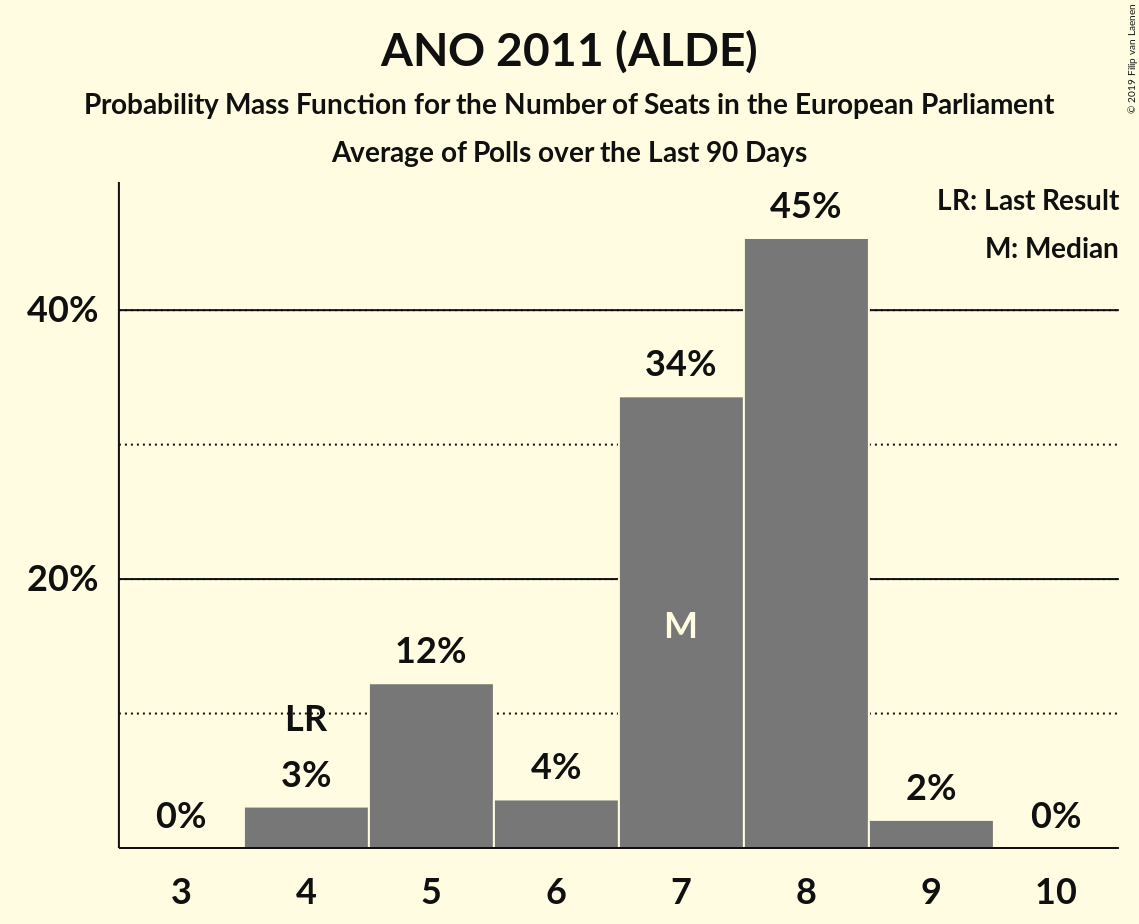 ANO 2011 (ALDE)
Probability Mass Function for the Number of Seats in the European Parliament
Average of Polls over the Last 90 Days
© 2019 Filip van Laenen
LR: Last Result
M: Median
45%
40%
34%
20%
M
12%
LR
3%
4%
2%
0%
0%
3 4 5 6 7 8 9 10